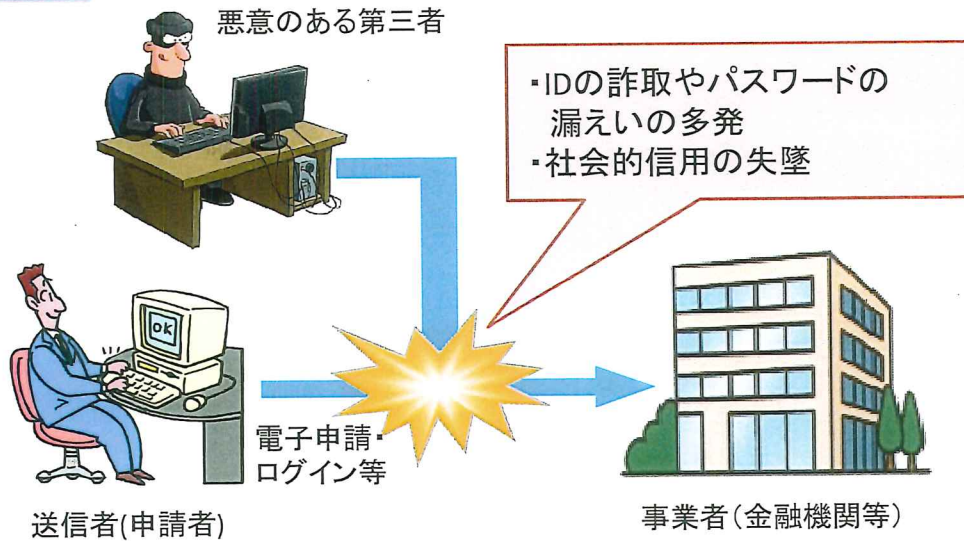 悪意のある第三者
・IDの詐取やパスワードの
漏えいの多発
・社会的信用の失墜
OK
電子申請・
ログイン等
送信者(申請者)
事業者(金融機関等)